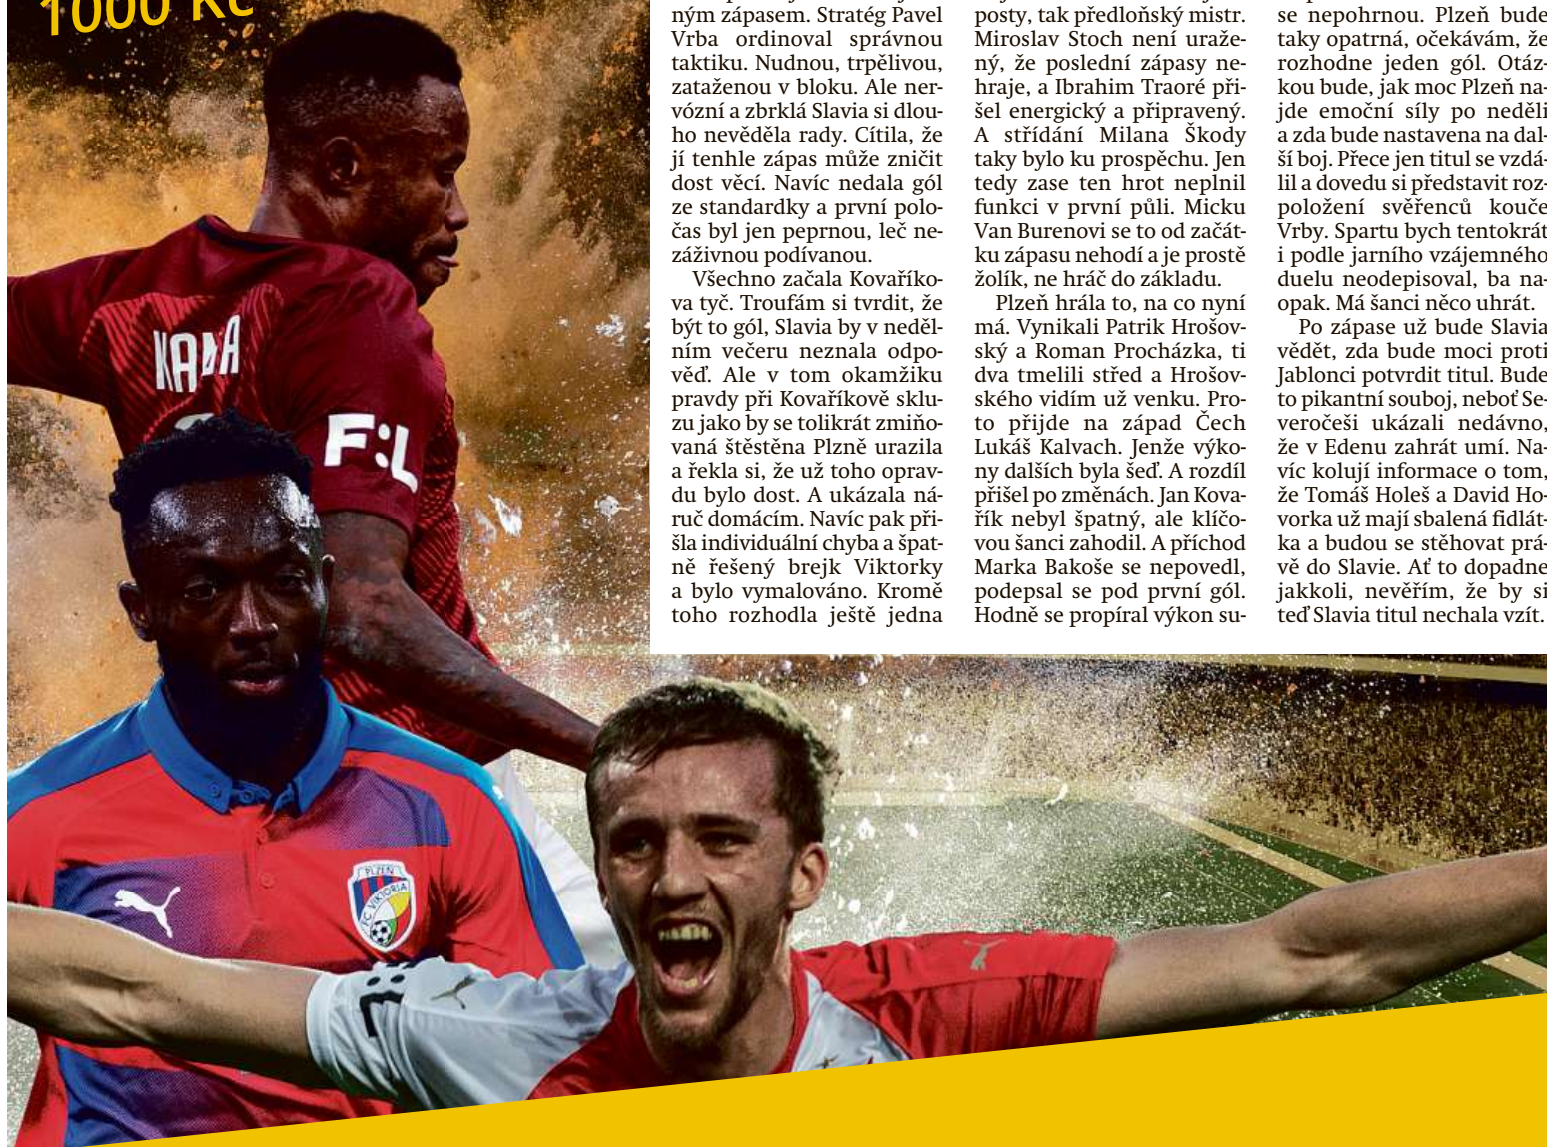 1000 Kč
ným zápasem. Stratég Pavel
Vrba ordinoval správnou
taktiku. Nudnou, trpělivou,
zataženou v bloku. Ale ner-
vózní a zbrklá Slavia si dlou-
ho nevěděla rady. Cítila, že
jí tenhle zápas může zničit
dost věcí. Navíc nedala gól
ze standardky a první polo-
čas byl jen peprnou, leč ne-
záživnou podívanou.
Všechno začala Kovaříko-
va tyč. Troufám si tvrdit, že
být to gól, Slavia by v neděl-
ním večeru neznala odpo-
věď. Ale v tom okamžiku
pravdy při Kovaříkově sklu-
zu jako by se tolikrát zmiňo-
vaná štěstěna Plzně urazila
a řekla si, že už toho oprav-
du bylo dost. A ukázala ná-
ruč domácím. Navíc pak při-
šla individuální chyba a špat-
ně řešený brejk Viktorky
a bylo vymalováno. Kromě
toho rozhodla ještě jedna
posty, tak předloňský mistr.
Miroslav Stoch není uraže-
ný, že poslední zápasy ne-
hraje, a Ibrahim Traoré při-
šel energický a připravený.
A střídání Milana Škody
taky bylo ku prospěchu. Jen
tedy zase ten hrot neplnil
funkci v první půli. Micku
Van Burenovi se to od začát-
ku zápasu nehodí a je prostě
žolík, ne hráč do základu.
Plzeň hrála to, na co nyní
má. Vynikali Patrik Hrošov-
ský a Roman Procházka, ti
dva tmelili střed a Hrošov-
ského vidím už venku. Pro-
to přijde na západ Čech
Lukáš Kalvach. Jenže výko-
ny dalších byla šeď. A rozdíl
přišel po změnách. Jan Kova-
řík nebyl špatný, ale klíčo-
vou šanci zahodil. A příchod
Marka Bakoše se nepovedl,
podepsal se pod první gól.
Hodně se propíral výkon su-
se nepohrnou. Plzeň bude
taky opatrná, očekávám, že
rozhodne jeden gól. Otáz-
kou bude, jak moc Plzeň na-
jde emoční síly po neděli
a zda bude nastavena na dal-
ší boj. Přece jen titul se vzdá-
lil a dovedu si představit roz-
položení svěřenců kouče
Vrby. Spartu bych tentokrát
i podle jarního vzájemného
duelu neodepisoval, ba na-
opak. Má šanci něco uhrát.
Po zápase už bude Slavia
vědět, zda bude moci proti
Jablonci potvrdit titul. Bude
to pikantní souboj, neboť Se-
veročeši ukázali nedávno,
že v Edenu zahrát umí. Na-
víc kolují informace o tom,
že Tomáš Holeš a David Ho-
vorka už mají sbalená fidlát-
ka a budou se stěhovat prá-
vě do Slavie. Ať to dopadne
jakkoli, nevěřím, že by si
teď Slavia titul nechala vzít.
F:L
PLZEŇ
FC VIKTORIA